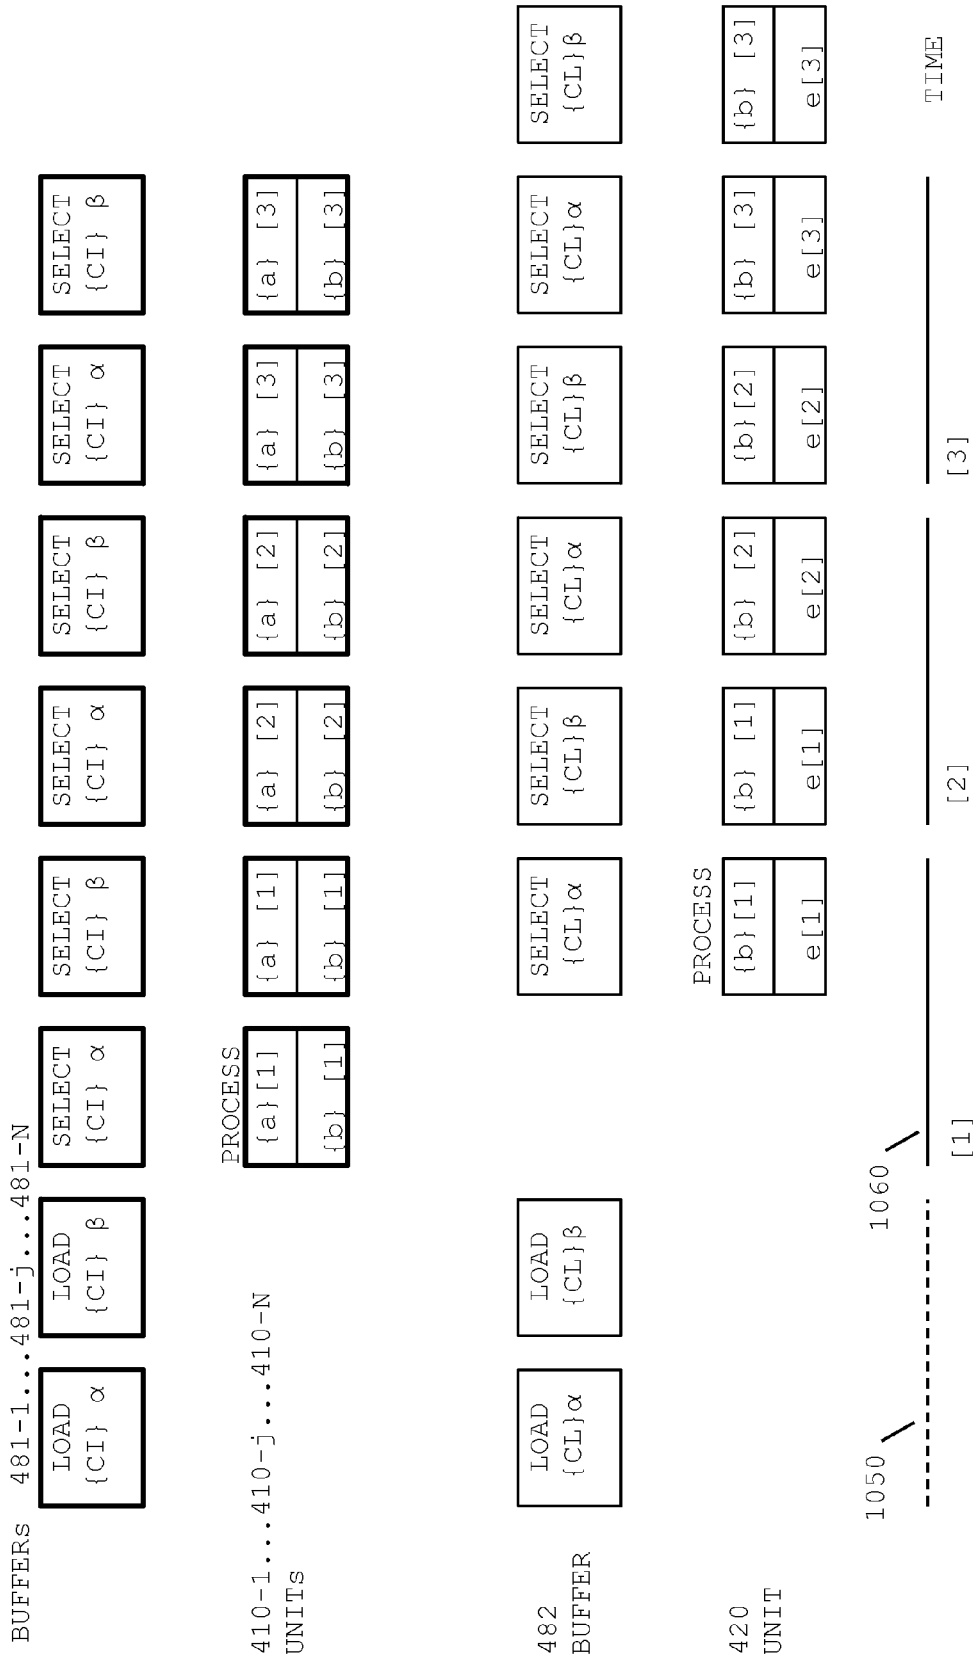 BUFFERs 481-1...481-j...481-N
LOAD
{CI} α
LOAD
{CI} β
SELECT
{CI} α
SELECT
{CI} β
SELECT
{CI} α
SELECT
{CI} β
SELECT
{CI} α
SELECT
{CI} β
410-1...410-j...410-N
UNITs
PROCESS
{a}[1]
{b} [1]
{a} [1]
{b} [1]
{a} [2]
{b} [2]
{a} [2]
{b} [2]
{a} [3]
{b} [3]
{a} [3]
{b} [3]
482
BUFFER
LOAD
{CL}α
LOAD
{CL}β
SELECT
{CL}α
SELECT
{CL}β
SELECT
{CL}α
SELECT
{CL}β
SELECT
{CL}α
SELECT
{CL}β
420
UNIT
PROCESS
{b}[1]
e[1]
{b} [1]
e[1]
{b} [2]
e[2]
{b}[2]
e[2]
{b} [3]
e[3]
{b} [3]
e[3]
1050
1060
[1]
[2]
[3]
TIME